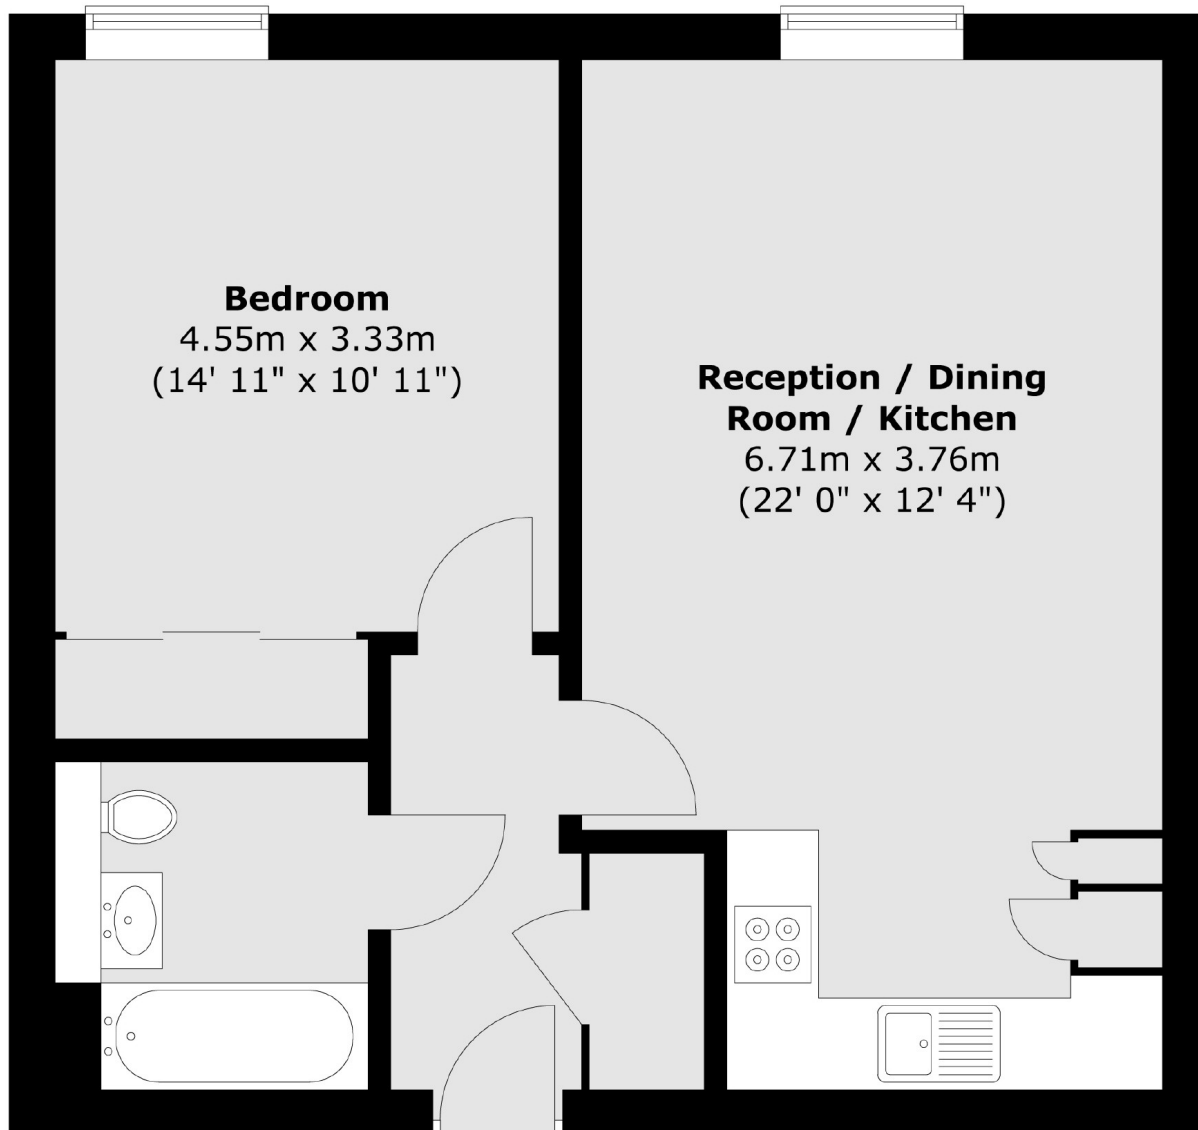 Bedroom
4.55m x 3.33m
(14' 11" x 10' 11")
Reception / Dining
Room / Kitchen
6.71m x 3.76m
(22' 0" x 12' 4")